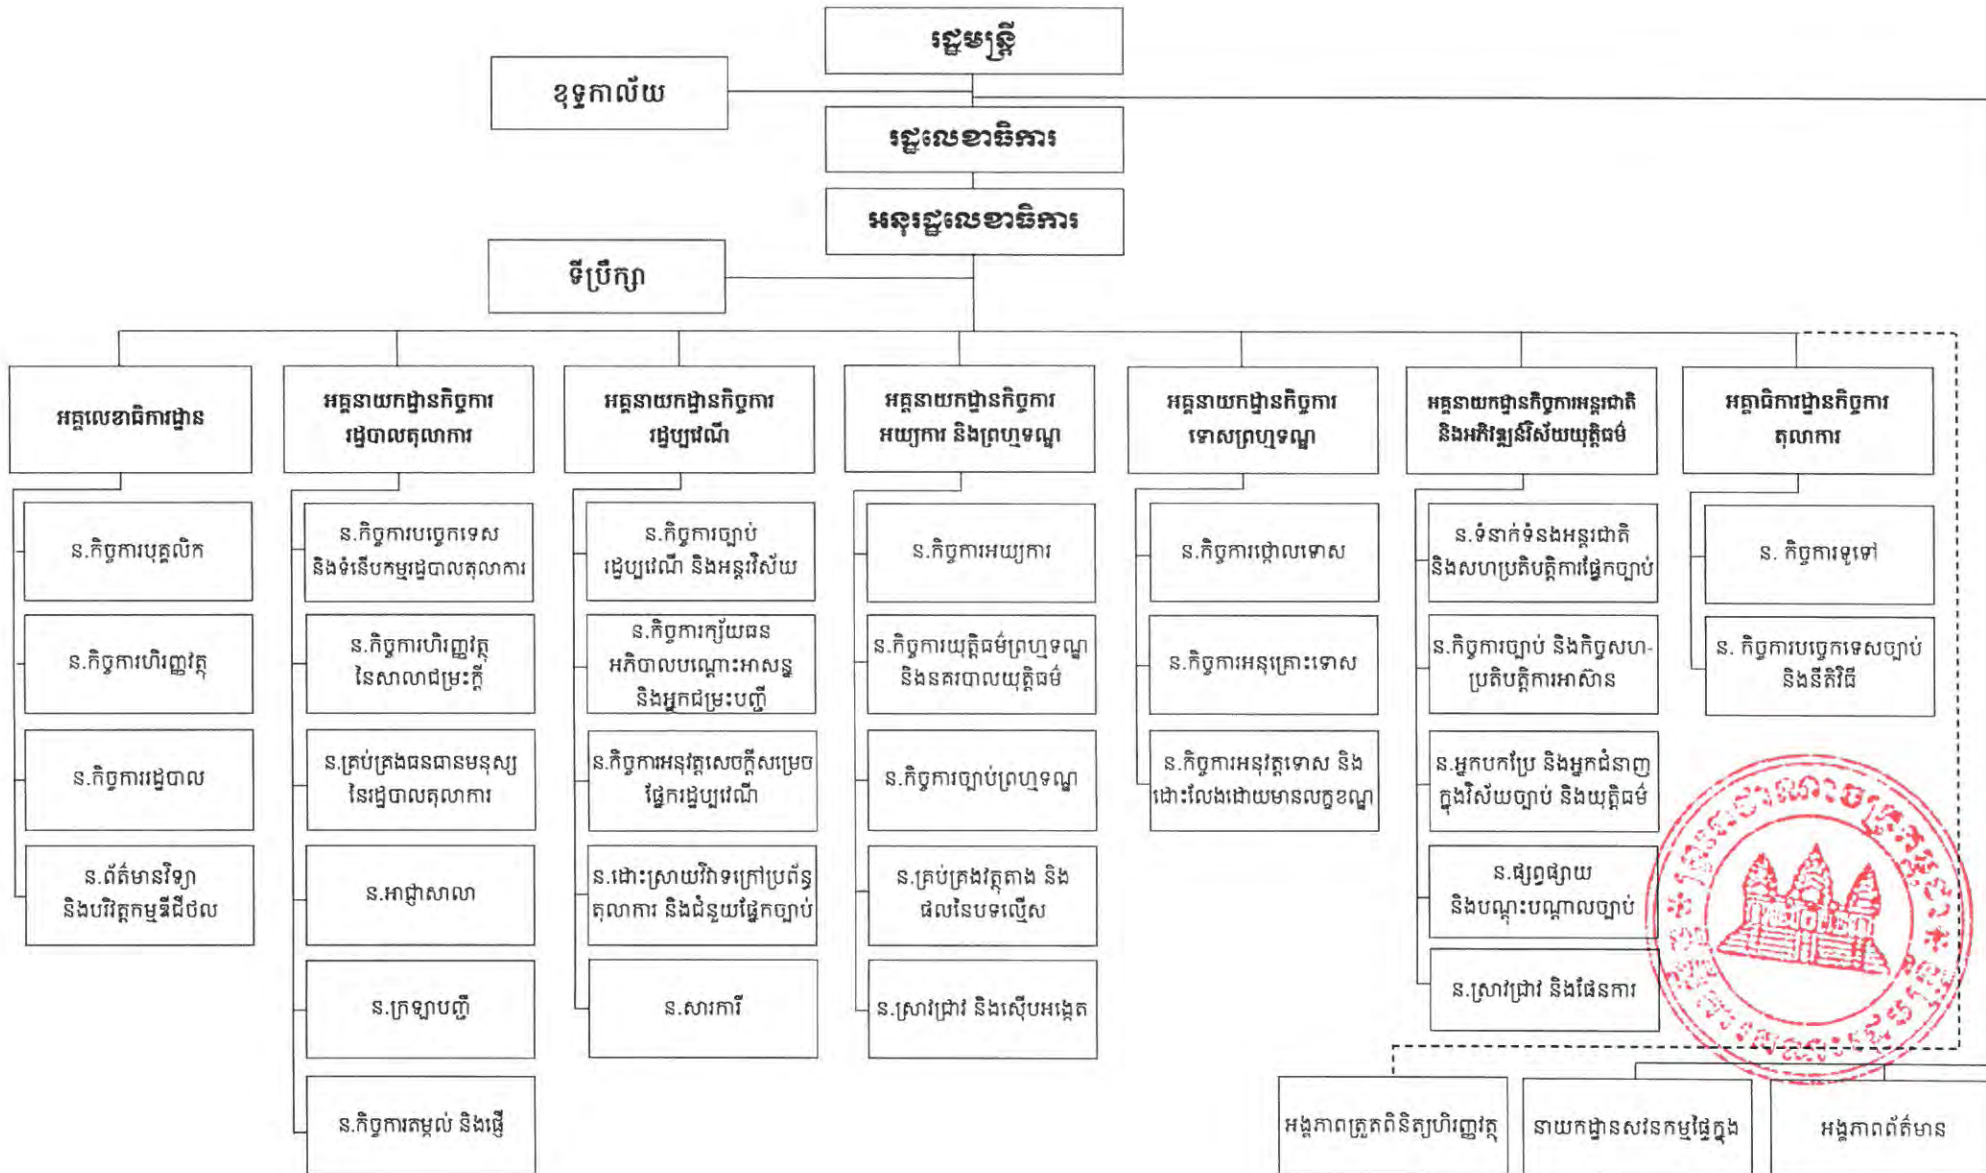 រដ្ឋមន្ត្រី
ខុទ្ទកាល័យ
រដ្ឋលេខាធិការ
អនុរដ្ឋលេខាធិការ
ទីប្រឹក្សា
អគ្គលេខាធិការដ្ឋាន
ន.កិច្ចការបុគ្គលិក
ន.កិច្ចការហិរញ្ញវត្ថុ
ន.កិច្ចការរដ្ឋបាល
ន.ព័ត៌មានវិទ្យា
និងបរិវត្តកម្មឌីជីថល
អគ្គនាយកដ្ឋានកិច្ចការ
រដ្ឋបាលតុលាការ
ន.កិច្ចការបច្ចេកទេស
និងទំនើបកម្មរដ្ឋបាលតុលាការ
ន.កិច្ចការហិរញ្ញវត្ថុ
នៃសាលាជម្រះក្ដី
ន.គ្រប់គ្រងធនធានមនុស្ស
នៃរដ្ឋបាលតុលាការ
ន.អាជ្ញាសាលា
ន.ក្រឡាបញ្ជី
ន.កិច្ចការតម្កល់ និងផ្ញើ
អគ្គនាយកដ្ឋានកិច្ចការ
រដ្ឋប្បវេណី
ន.កិច្ចការច្បាប់
រដ្ឋប្បវេណី និងអន្តរវិស័យ
ន.កិច្ចការក្ស័យធន
អភិបាលបណ្ដោះអាសន្ន
និងអ្នកជម្រះបញ្ជី
ន.កិច្ចការអនុវត្តសេចក្ដីសម្រេច
ផ្នែករដ្ឋប្បវេណី
ន.ដោះស្រាយវិវាទក្រៅប្រព័ន្ធ
តុលាការ និងជំនួយផ្នែកច្បាប់
ន.សារការី
អគ្គនាយកដ្ឋានកិច្ចការ
អយ្យការ និងព្រហ្មទណ្ឌ
ន.កិច្ចការអយ្យការ
ន.កិច្ចការយុត្តិធម៌ព្រហ្មទណ្ឌ
និងនគរបាលយុត្តិធម៌
ន.កិច្ចការច្បាប់ព្រហ្មទណ្ឌ
ន.គ្រប់គ្រងវត្ថុតាង និង
ផលនៃបទល្មើស
ន.ស្រាវជ្រាវ និងស៊ើបអង្កេត
អគ្គនាយកដ្ឋានកិច្ចការ
ទោសព្រហ្មទណ្ឌ
ន.កិច្ចការថ្កោលទោស
ន.កិច្ចការអនុគ្រោះទោស
ន.កិច្ចការអនុវត្តទោស និង
ដោះលែងដោយមានលក្ខខណ្ឌ
អគ្គនាយកដ្ឋានកិច្ចការអន្តរជាតិ
និងអភិវឌ្ឍន៍វិស័យយុត្តិធម៌
ន.ទំនាក់ទំនងអន្តរជាតិ
និងសហប្រតិបត្តិការផ្នែកច្បាប់
ន.កិច្ចការច្បាប់ និងកិច្ចសហ-
ប្រតិបត្តិការអាស៊ាន
ន.អ្នកបកប្រែ និងអ្នកជំនាញ
ក្នុងវិស័យច្បាប់ និងយុត្តិធម៌
ន.ផ្សព្វផ្សាយ
និងបណ្ដុះបណ្ដាលច្បាប់
ន.ស្រាវជ្រាវ និងផែនការ
អគ្គាធិការដ្ឋានកិច្ចការ
តុលាការ
ន. កិច្ចការទូទៅ
ន. កិច្ចការបច្ចេកទេសច្បាប់
និងនីតិវិធី
អង្គភាពត្រួតពិនិត្យហិរញ្ញវត្ថុ
នាយកដ្ឋានសវនកម្មផ្ទៃក្នុង
អង្គភាពព័ត៌មាន